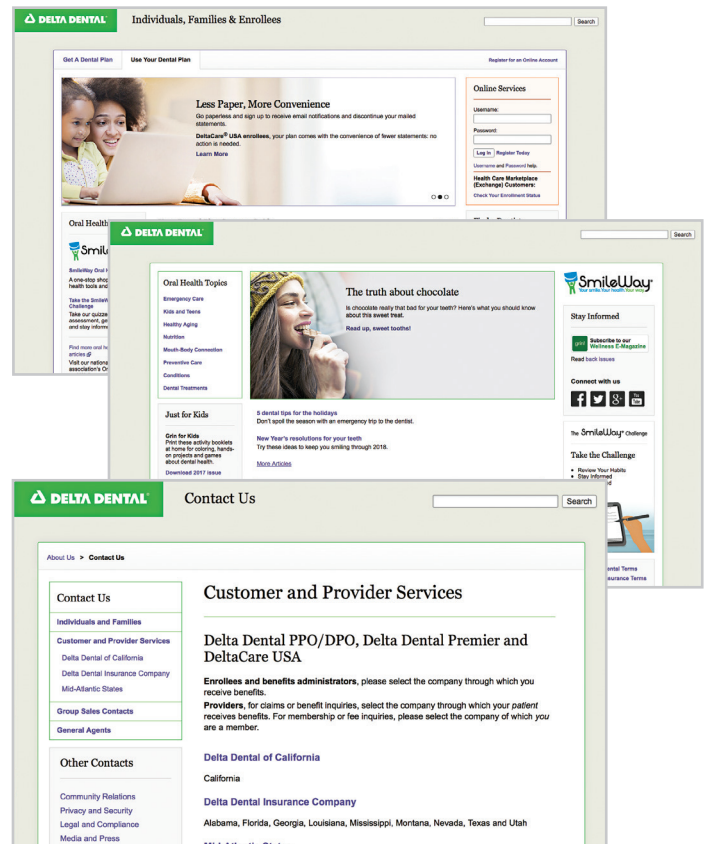 DELTA DENTAL
Individuals, Families & Enrollees
Search
Get A Dental Plan
Use Your Dental Plan
Register for an Online Account
Less Paper, More Convenience
Go paperless and sign up to receive email notifications and discontinue your mailed
statements.
DeltaCare® USA enrollees, your plan comes with the convenience of fewer statements: no
action is needed.
Learn More
Online Services
Username:
Password:
Log In Register Today
Username and Password help.
Health Care Marketplace
(Exchange) Customers:
Check Your Enrollment Status
Oral Health
SmileWay Oral H
A one-stop shop
health tools and
Take the SmileW
Challenge
Take our quizze
assessment, ge
and stay inform
Find more oral he
articles
Visit our nationa
association's Or
DELTA DENTAL
Search
Oral Health Topics
Emergency Care
Kids and Teens
Healthy Aging
Nutrition
Mouth-Body Connection
Preventive Care
Conditions
Dental Treatments
The truth about chocolate
Is chocolate really that bad for your teeth? Here's what you should know
about this sweet treat.
Read up, sweet tooths!
SmileWay
Your smile. Your health. Your way.
Stay Informed
grin!
Subscribe to our
Wellness E-Magazine
Read back issues
Connect with us
Just for Kids
Grin for Kids
Print these activity booklets
at home for coloring, hands-
on projects and games
about dental health.
Download 2017 issue
5 dental tips for the holidays
Don't spoil the season with an emergency trip to the dentist.
New Year's resolutions for your teeth
Try these ideas to keep you smiling through 2018.
More Articles
The SmileWay® Challenge
Take the Challenge
• Review Your Habits
• Stay Informed
ental Terms
surance Terms
DELTA DENTAL
Contact Us
Search
About Us > Contact Us
Contact Us
Individuals and Families
Customer and Provider Services
Delta Dental of California
Delta Dental Insurance Company
Mid-Atlantic States
Group Sales Contacts
General Agents
Other Contacts
Community Relations
Privacy and Security
Legal and Compliance
Media and Press
Customer and Provider Services
Delta Dental PPO/DPO, Delta Dental Premier and
DeltaCare USA
Enrollees and benefits administrators, please select the company through which you
receive benefits.
Providers, for claims or benefit inquiries, select the company through which your patient
receives benefits. For membership or fee inquiries, please select the company of which you
are a member.
Delta Dental of California
California
Delta Dental Insurance Company
Alabama, Florida, Georgia, Louisiana, Mississippi, Montana, Nevada, Texas and Utah